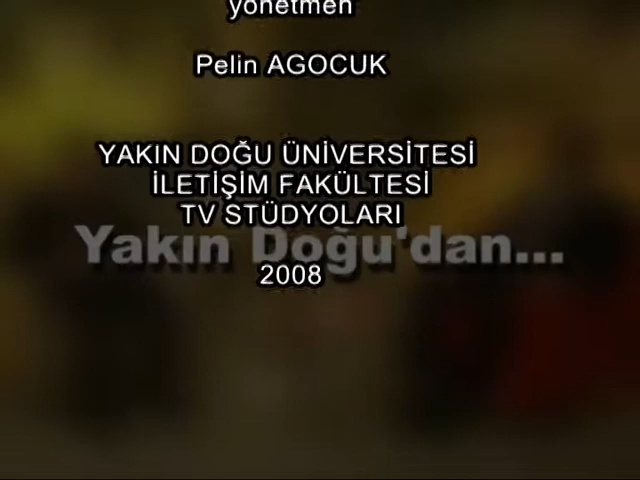 yönetmen
Pelin AGOCUK
YAKIN DOĞU ÜNİVERSİTESİ
İLETİŞİM FAKÜLTESİ
TV STÜDYOLARI
Yakın Doğu'dan...
2008